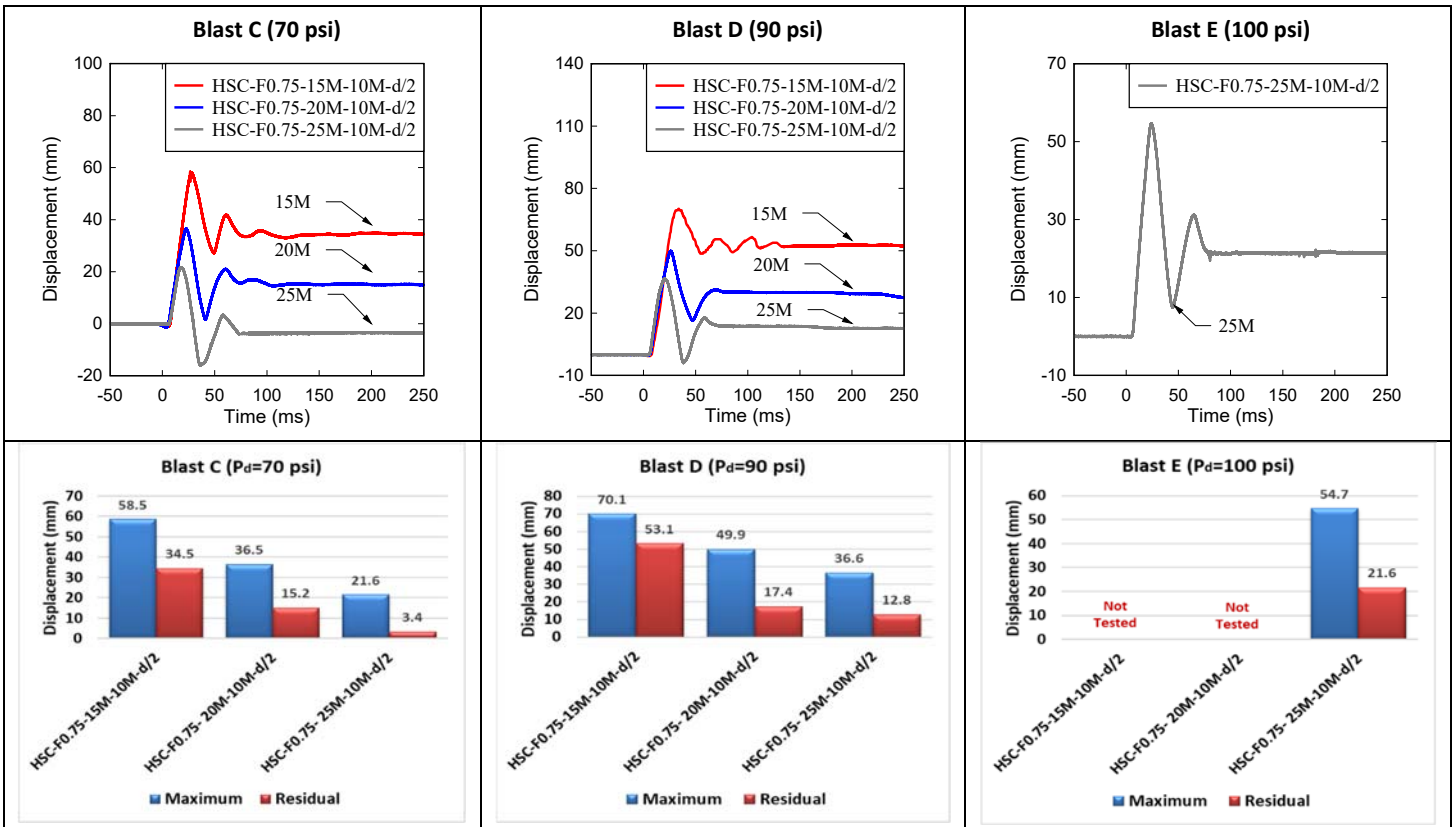 Blast C (70 psi)
100
80
60
40
20
0
-20
Displacement (mm)
HSC-F0.75-15M-10M-d/2
HSC-F0.75-20M-10M-d/2
HSC-F0.75-25M-10M-d/2
15M
20M
25M
-50 0 50 100 150 200 250
Time (ms)
Blast D (90 psi)
140
110
80
50
20
-10
Displacement (mm)
HSC-F0.75-15M-10M-d/2
HSC-F0.75-20M-10M-d/2
HSC-F0.75-25M-10M-d/2
15M
20M
25M
-50 0 50 100 150 200 250
Time (ms)
Blast E (100 psi)
70
50
30
10
-10
Displacement (mm)
HSC-F0.75-25M-10M-d/2
25M
-50 0 50 100 150 200 250
Time (ms)
Blast C (Pd=70 psi)
70
60
50
40
30
20
10
0
Displacement (mm)
58.5
34.5
36.5
15.2
21.6
3.4
HSC-F0.75-15M-10M-d/2
HSC-F0.75- 20M-10M-d/2
HSC-F0.75- 25M-10M-d/2
Maximum Residual
Blast D (Pd=90 psi)
80
70
60
50
40
30
20
10
0
Displacement (mm)
70.1
53.1
49.9
17.4
36.6
12.8
HSC-F0.75-15M-10M-d/2
HSC-F0.75- 20M-10M-d/2
HSC-F0.75- 25M-10M-d/2
Maximum Residual
Blast E (Pd=100 psi)
60
50
40
30
20
10
0
Displacement (mm)
Not
Tested
Not
Tested
54.7
21.6
HSC-F0.75-15M-10M-d/2
HSC-F0.75- 20M-10M-d/2
HSC-F0.75- 25M-10M-d/2
Maximum Residual